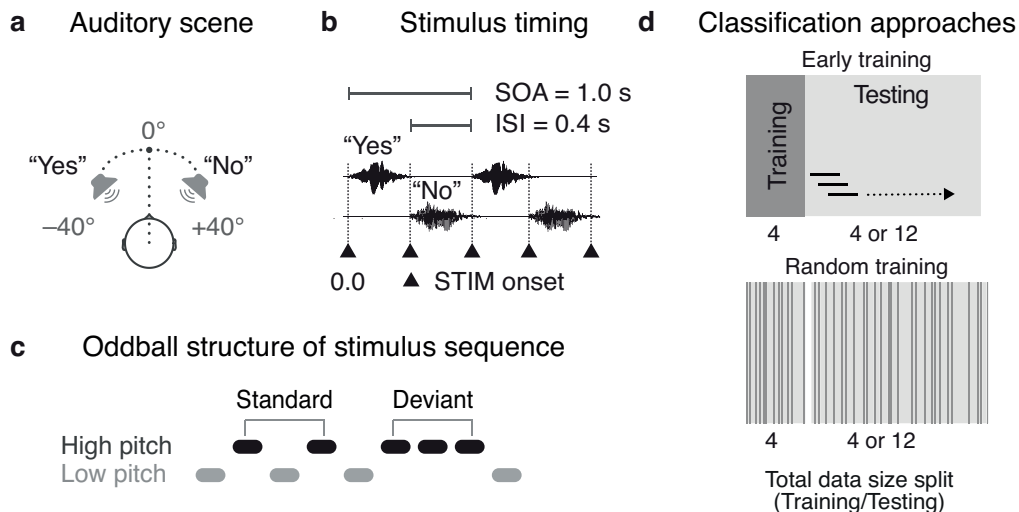 a Auditory scene
0°
“Yes” “No”
–40° +40°
b Stimulus timing
SOA = 1.0 s
ISI = 0.4 s
“Yes”
“No”
0.0 ▲ STIM onset
c Oddball structure of stimulus sequence
Standard Deviant
High pitch
Low pitch
d Classification approaches
Early training
Training
Testing
4 4 or 12
Random training
4 4 or 12
Total data size split
(Training/Testing)